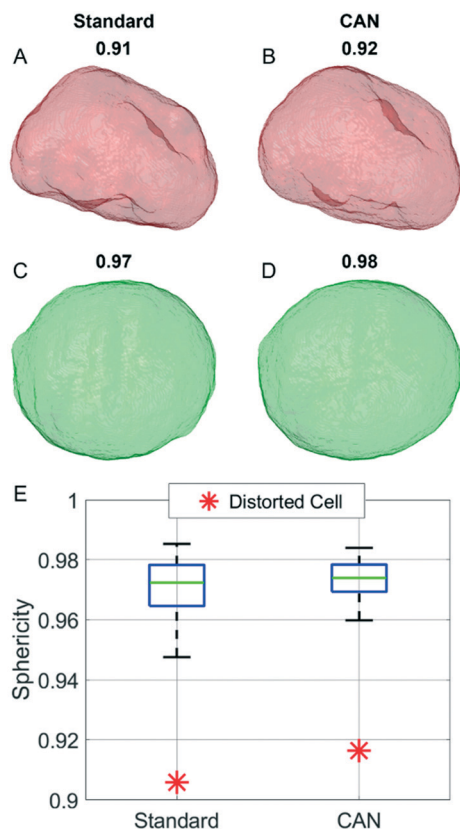 Standard CAN
A 0.91 B 0.92
C 0.97 D 0.98
E
Distorted Cell
1
0.98
0.96
0.94
0.92
0.9
Sphericity
Standard CAN